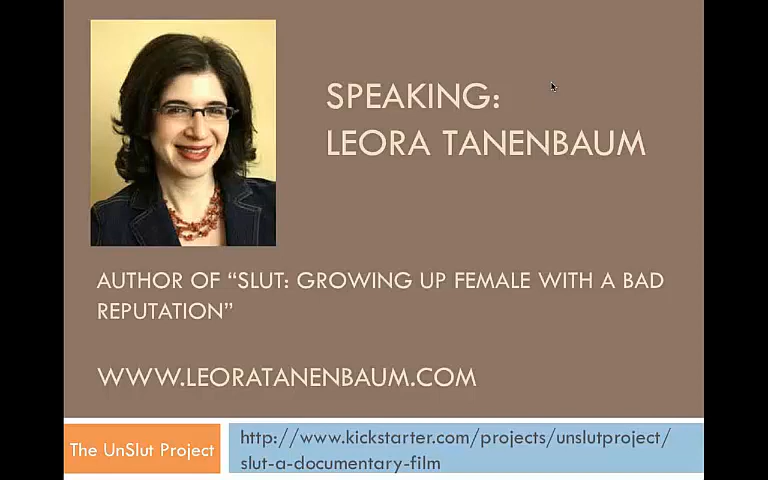 SPEAKING:
LEORA TANENBAUM
AUTHOR OF “SLUT: GROWING UP FEMALE WITH A BAD
REPUTATION”
WWW.LEORATANENBAUM.COM
The UnSlut Project
http://www.kickstarter.com/projects/unslutproject/
slut-a-documentary-film